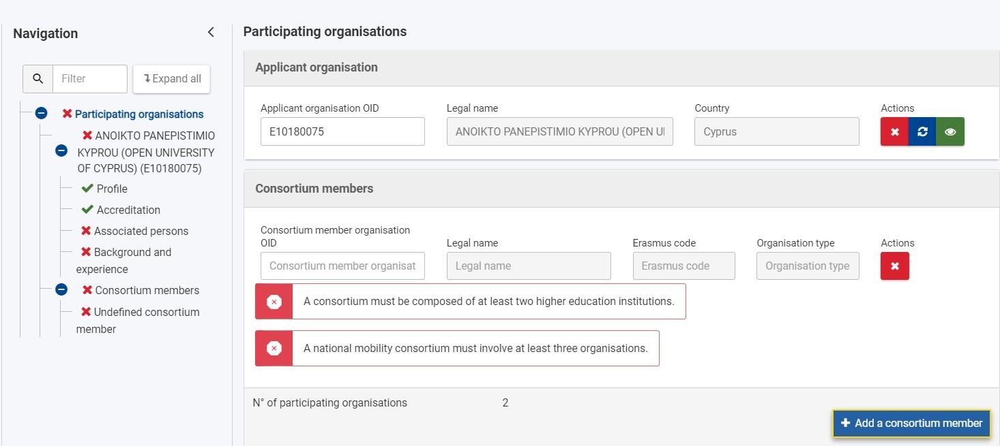 Navigation
Filter
Expand all
Participating organisations
ANOIKTO PANEPISTIMIO
KYPROU (OPEN UNIVERSITY
OF CYPRUS) (E10180075)
Profile
Accreditation
Associated persons
Background and
experience
Consortium members
Undefined consortium
member
Participating organisations
Applicant organisation
Applicant organisation OID
Legal name
Country
Actions
E10180075
ANOIKTO PANEPISTIMIO KYPROU (OPEN UI
Cyprus
Consortium members
Consortium member organisation
OID
Legal name
Erasmus code
Organisation type
Actions
Consortium member organisat
Legal name
Erasmus code
Organisation type
A consortium must be composed of at least two higher education institutions.
A national mobility consortium must involve at least three organisations.
N° of participating organisations
2
+ Add a consortium member